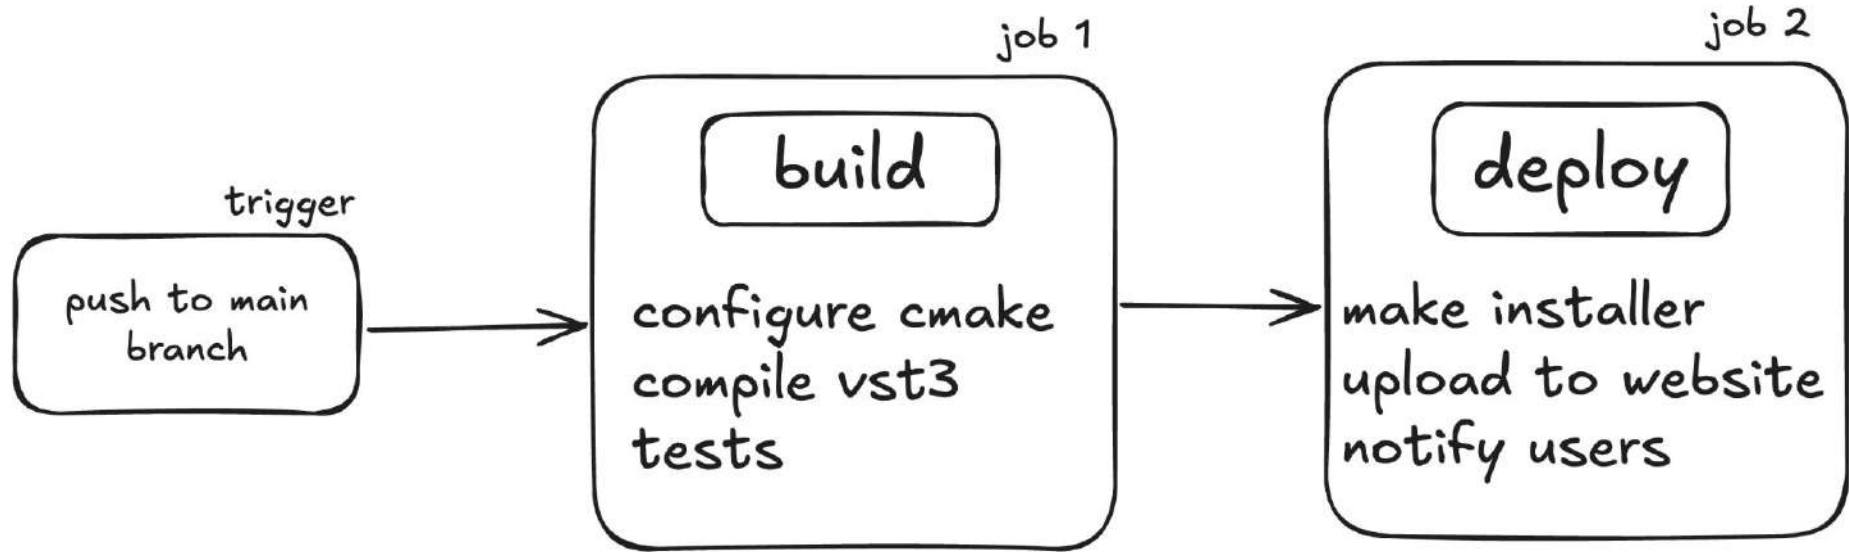 trigger
push to main
branch
job 1
build
configure cmake
compile vst3
tests
job 2
deploy
make installer
upload to website
notify users